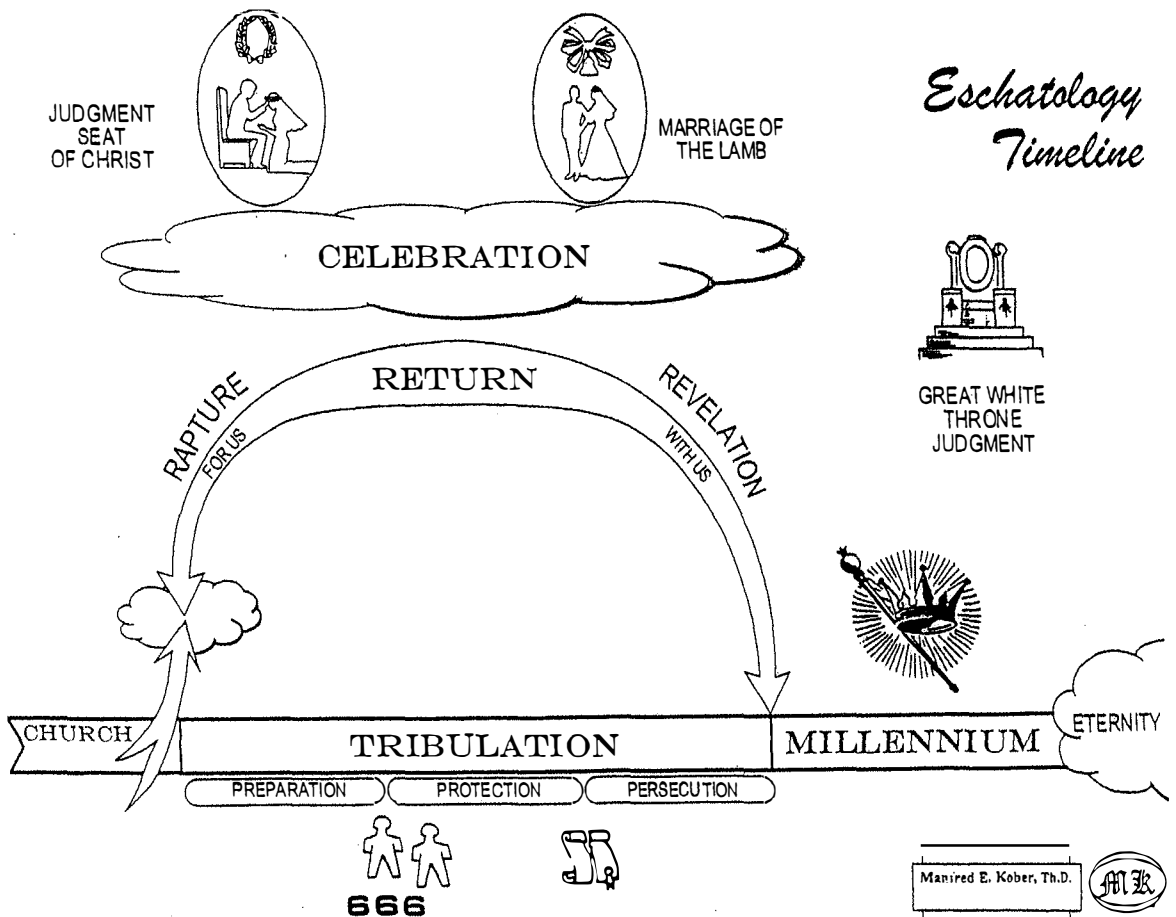 Eschatology
Timeline
JUDGMENT
SEAT
OF CHRIST
MARRIAGE OF
THE LAMB
CELEBRATION
GREAT WHITE
THRONE
JUDGMENT
RETURN
RAPTURE
FOR US
REVELATION
WITH US
CHURCH
TRIBULATION
MILLENNIUM
ETERNITY
PREPARATION
PROTECTION
PERSECUTION
666
Manfred E. Kober, Th.D.
MK